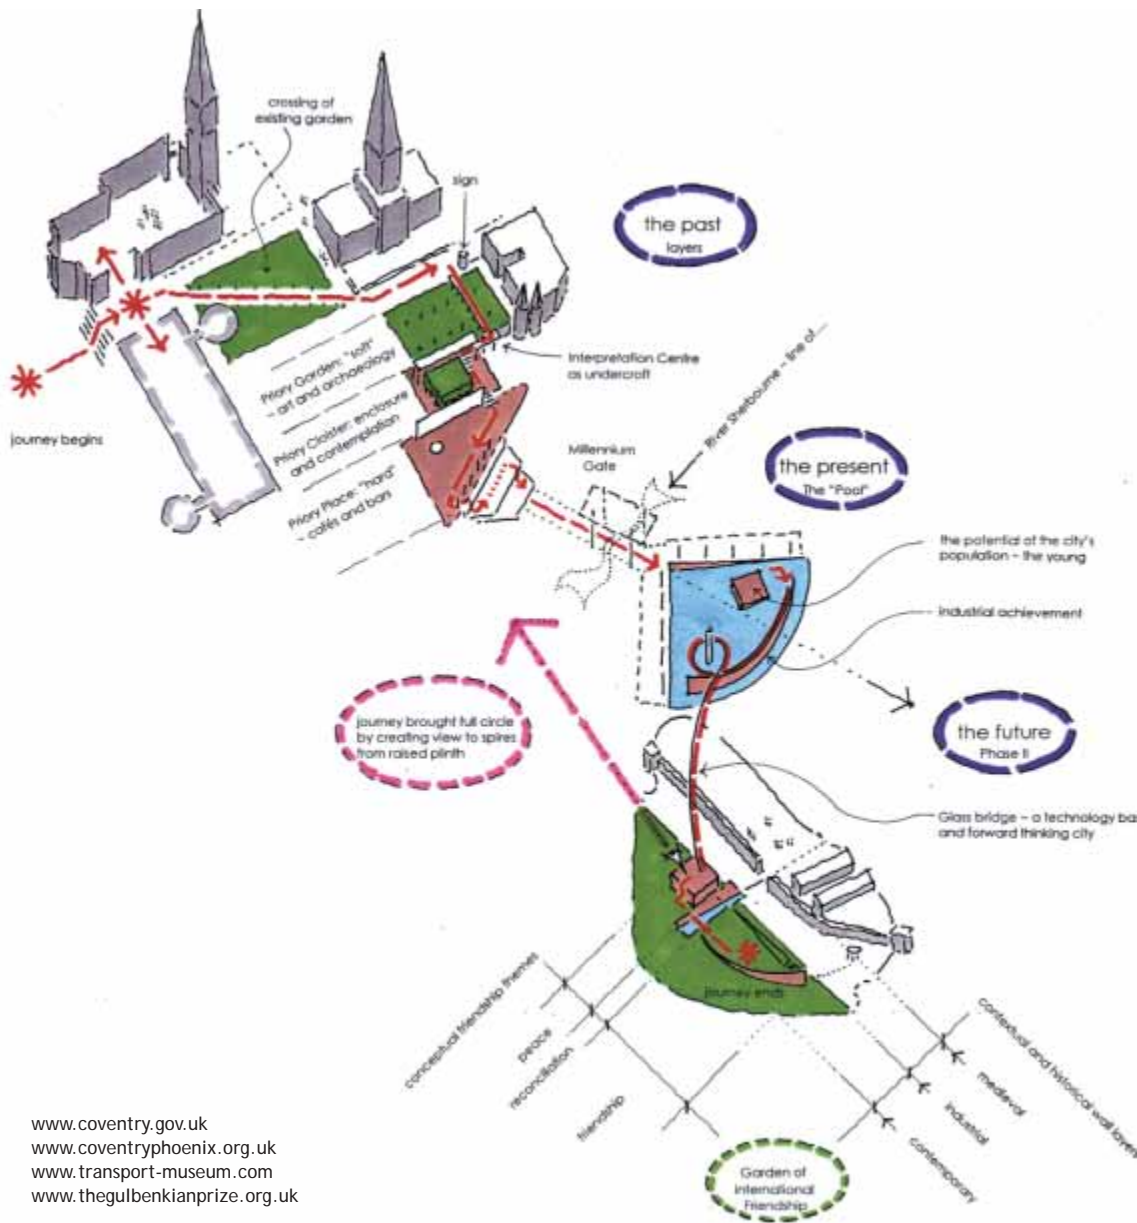 crossing of
existing garden
sign
the past
layers
journey begins
Priory Garden: "soft"
- art and archaeology
Priory Cloister: enclosure
and contemplation
Priory Place: "hard"
- cafés and bars
Interpretation Centre
as undercroft
River Sherbourne - line of
Millennium
Gate
the present
The "Pool"
the potential of the city's
population - the young
industrial achievement
journey brought full circle
by creating view to spires
from raised plinth
the future
Phase II
Glass bridge - a technology bas
and forward thinking city
journey ends
conceptual friendship themes
peace
reconciliation
friendship
contextual and historical wall layers
medieval
industrial
contemporary
Garden of
International
Friendship
www.coventry.gov.uk
www.coventryphoenix.org.uk
www.transport-museum.com
www.thegulbenkianprize.org.uk